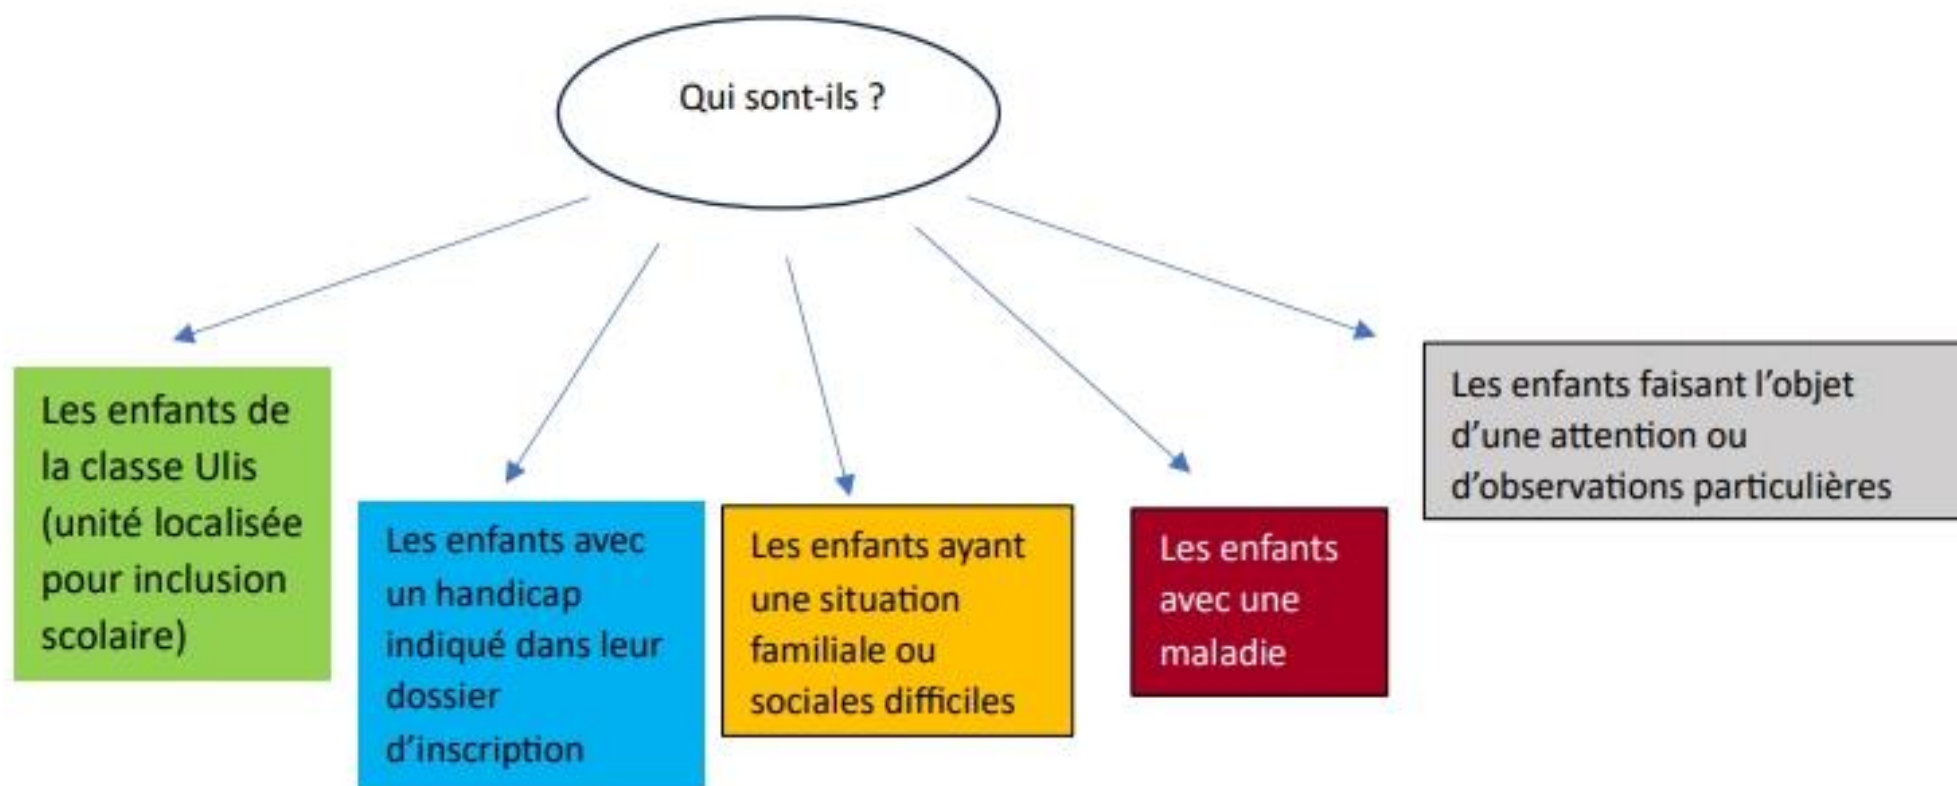 Qui sont-ils ?
Les enfants de
la classe Ulis
(unité localisée
pour inclusion
scolaire)
Les enfants avec
un handicap
indiqué dans leur
dossier
d’inscription
Les enfants ayant
une situation
familiale ou
sociales difficiles
Les enfants
avec une
maladie
Les enfants faisant l’objet
d’une attention ou
d’observations particulières